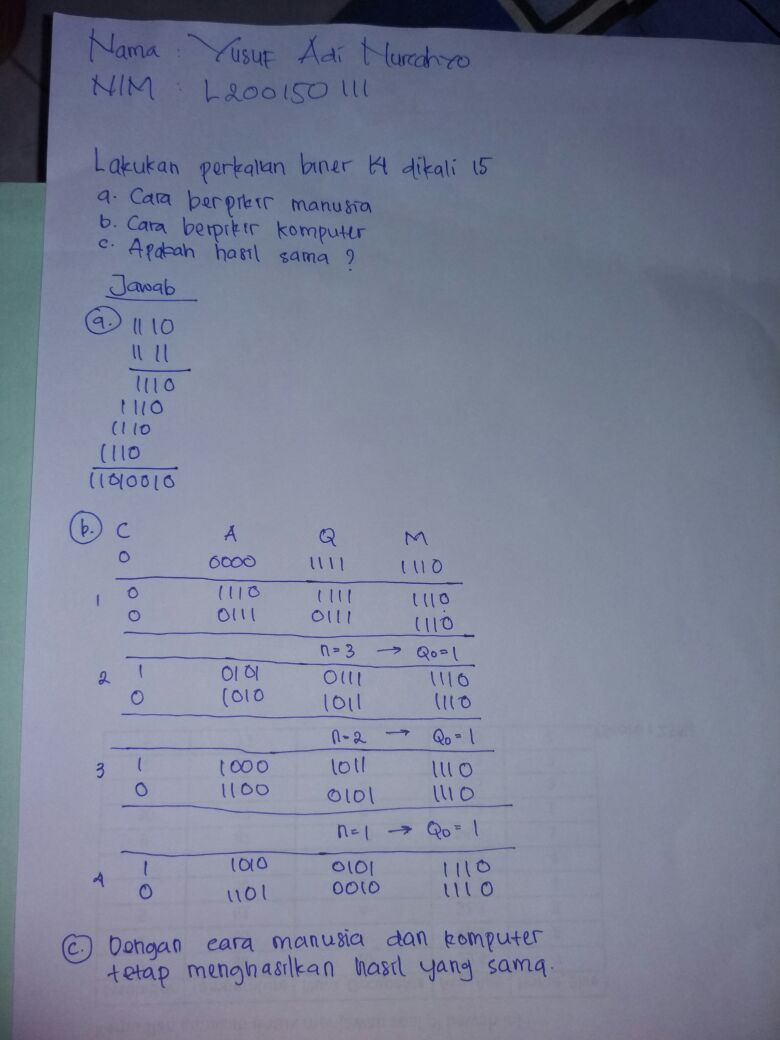 Nama : Yusuf Adi Nurcahyo
NIM : L200150111
Lakukan perkalian biner 14 dikali 15
a. Cara berpikir manusia
b. Cara berpikir komputer
c. Apakah hasil sama ?
Jawab
a. 1110
1111
1110
1110
1110
1110
11010010
b. C A Q M
0 0000 1111 1110
1 0 1110 1111 1110
0 0111 0111 1110
n=3 → Q0=1
2 1 0101 0111 1110
0 1010 1011 1110
n=2 → Q0=1
3 1 1000 1011 1110
0 1100 0101 1110
n=1 → Q0=1
4 1 1010 0101 1110
0 1101 0010 1110
c. Dengan cara manusia dan komputer
tetap menghasilkan hasil yang sama.